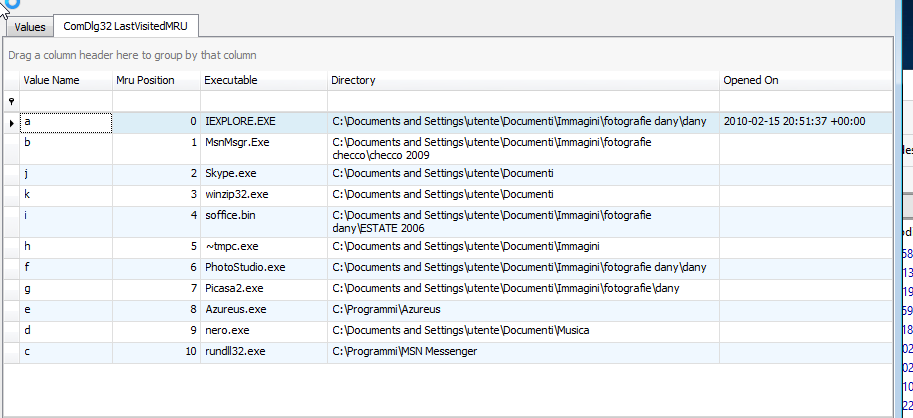 Values ComDlg32 LastVisitedMRU
Drag a column header here to group by that column
Value Name Mru Position Executable Directory Opened On
a 0 IEXPLORE.EXE C:\Documents and Settings\utente\Documenti\Immagini\fotografie dany\dany 2010-02-15 20:51:37 +00:00
b 1 MsnMsgr.Exe C:\Documents and Settings\utente\Documenti\Immagini\fotografie
checco\checco 2009
j 2 Skype.exe C:\Documents and Settings\utente\Documenti
k 3 winzip32.exe C:\Documents and Settings\utente\Documenti
i 4 soffice.bin C:\Documents and Settings\utente\Documenti\Immagini\fotografie
dany\ESTATE 2006
h 5 ~tmpc.exe C:\Documents and Settings\utente\Documenti\Immagini
f 6 PhotoStudio.exe C:\Documents and Settings\utente\Documenti\Immagini\fotografie dany\dany
g 7 Picasa2.exe C:\Documents and Settings\utente\Documenti\Immagini\fotografie\dany
e 8 Azureus.exe C:\Programmi\Azureus
d 9 nero.exe C:\Documents and Settings\utente\Documenti\Musica
c 10 rundll32.exe C:\Programmi\MSN Messenger